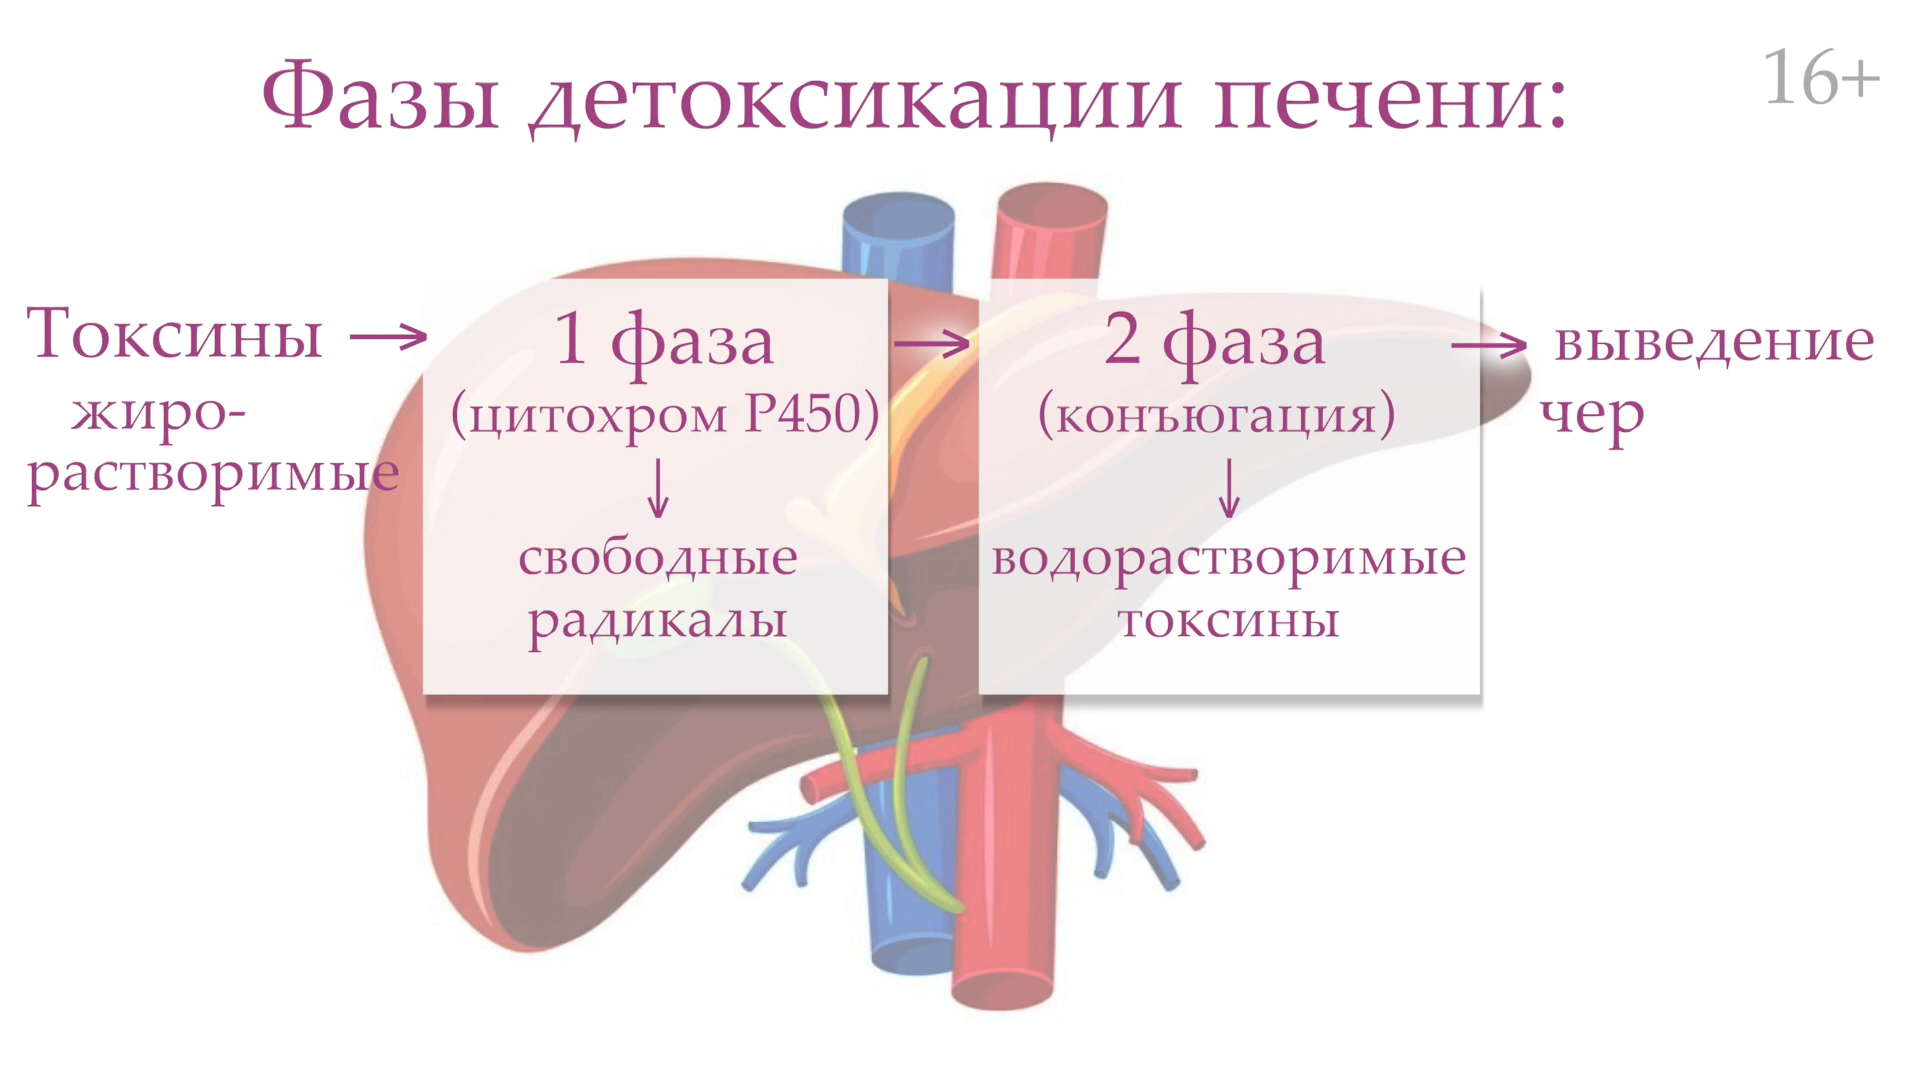 Фазы детоксикации печени:
16+
Токсины →
жиро-
растворимые
1 фаза
(цитохром P450)
↓
свободные
радикалы
→
2 фаза
(конъюгация)
↓
водорастворимые
токсины
→ выведение
чер